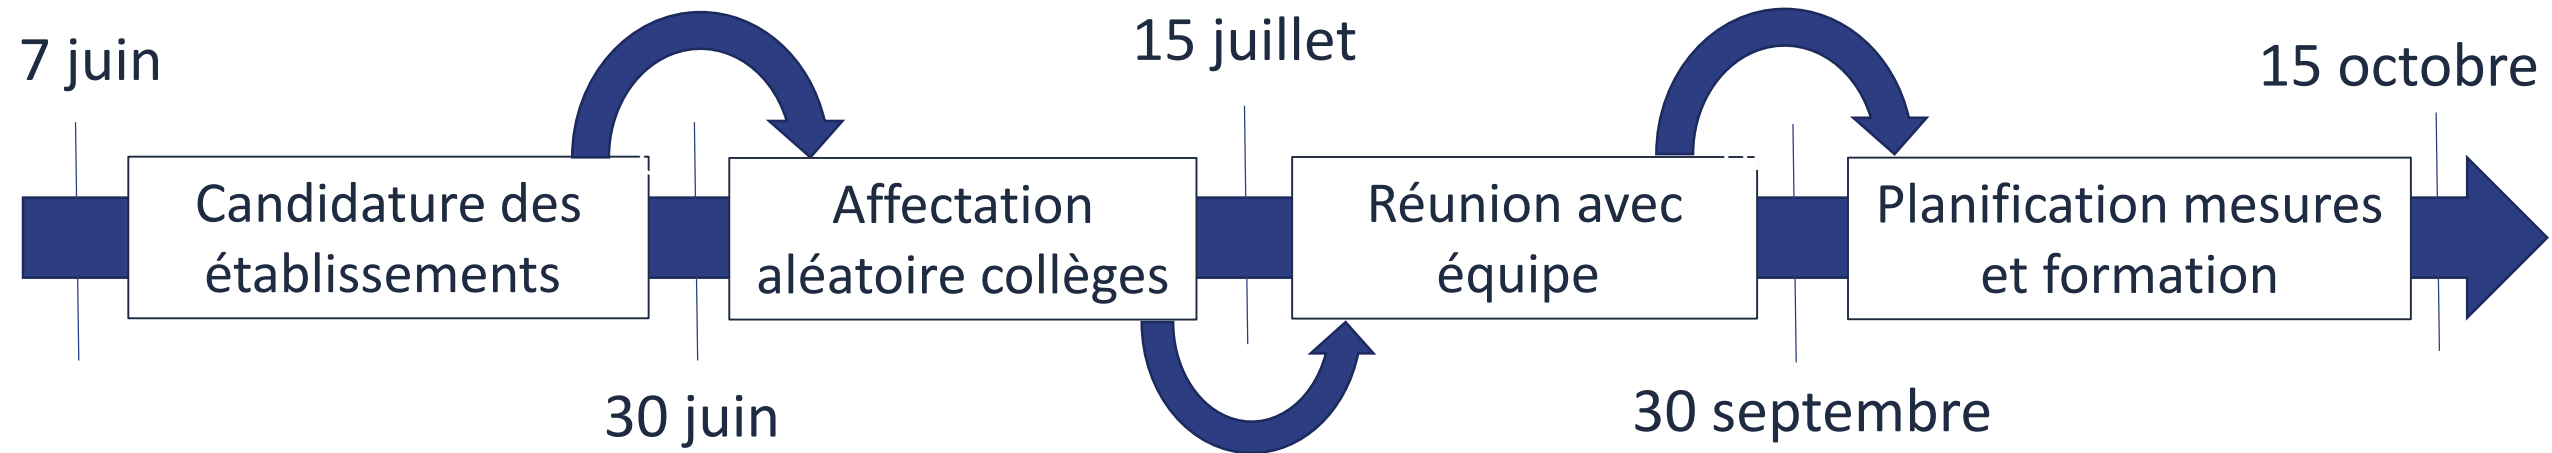 7 juin
15 juillet
15 octobre
Candidature des
établissements
Affectation
aléatoire collèges
Réunion avec
équipe
Planification mesures
et formation
30 juin
30 septembre